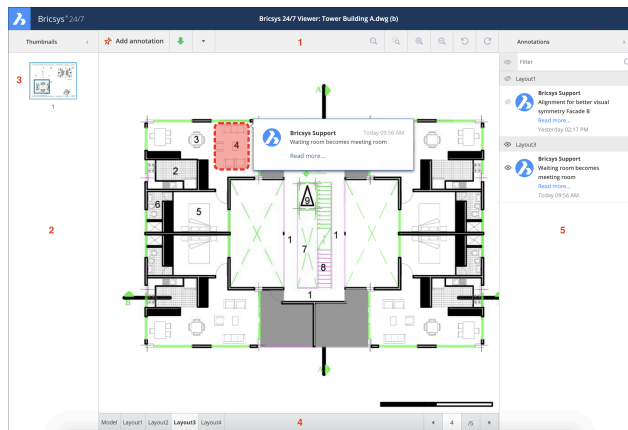 Bricsys® 24/7
Bricsys 24/7 Viewer: Tower Building A.dwg (b)
Thumbnails
Add annotation
1
Annotations
3
1
2
Filter
Layout1
Bricsys Support
Alignment for better visual
symmetry Facade B
Read more...
Yesterday 02:17 PM
Layout3
Bricsys Support
Waiting room becomes
meeting room
Read more...
Today 09:56 AM
5
A
3
4
Bricsys Support
Today 09:56 AM
Waiting room becomes meeting room
Read more...
2
6
5
9
1
1
7
8
1
B
A
Model
Layout1
Layout2
Layout3
Layout4
4
4
/5